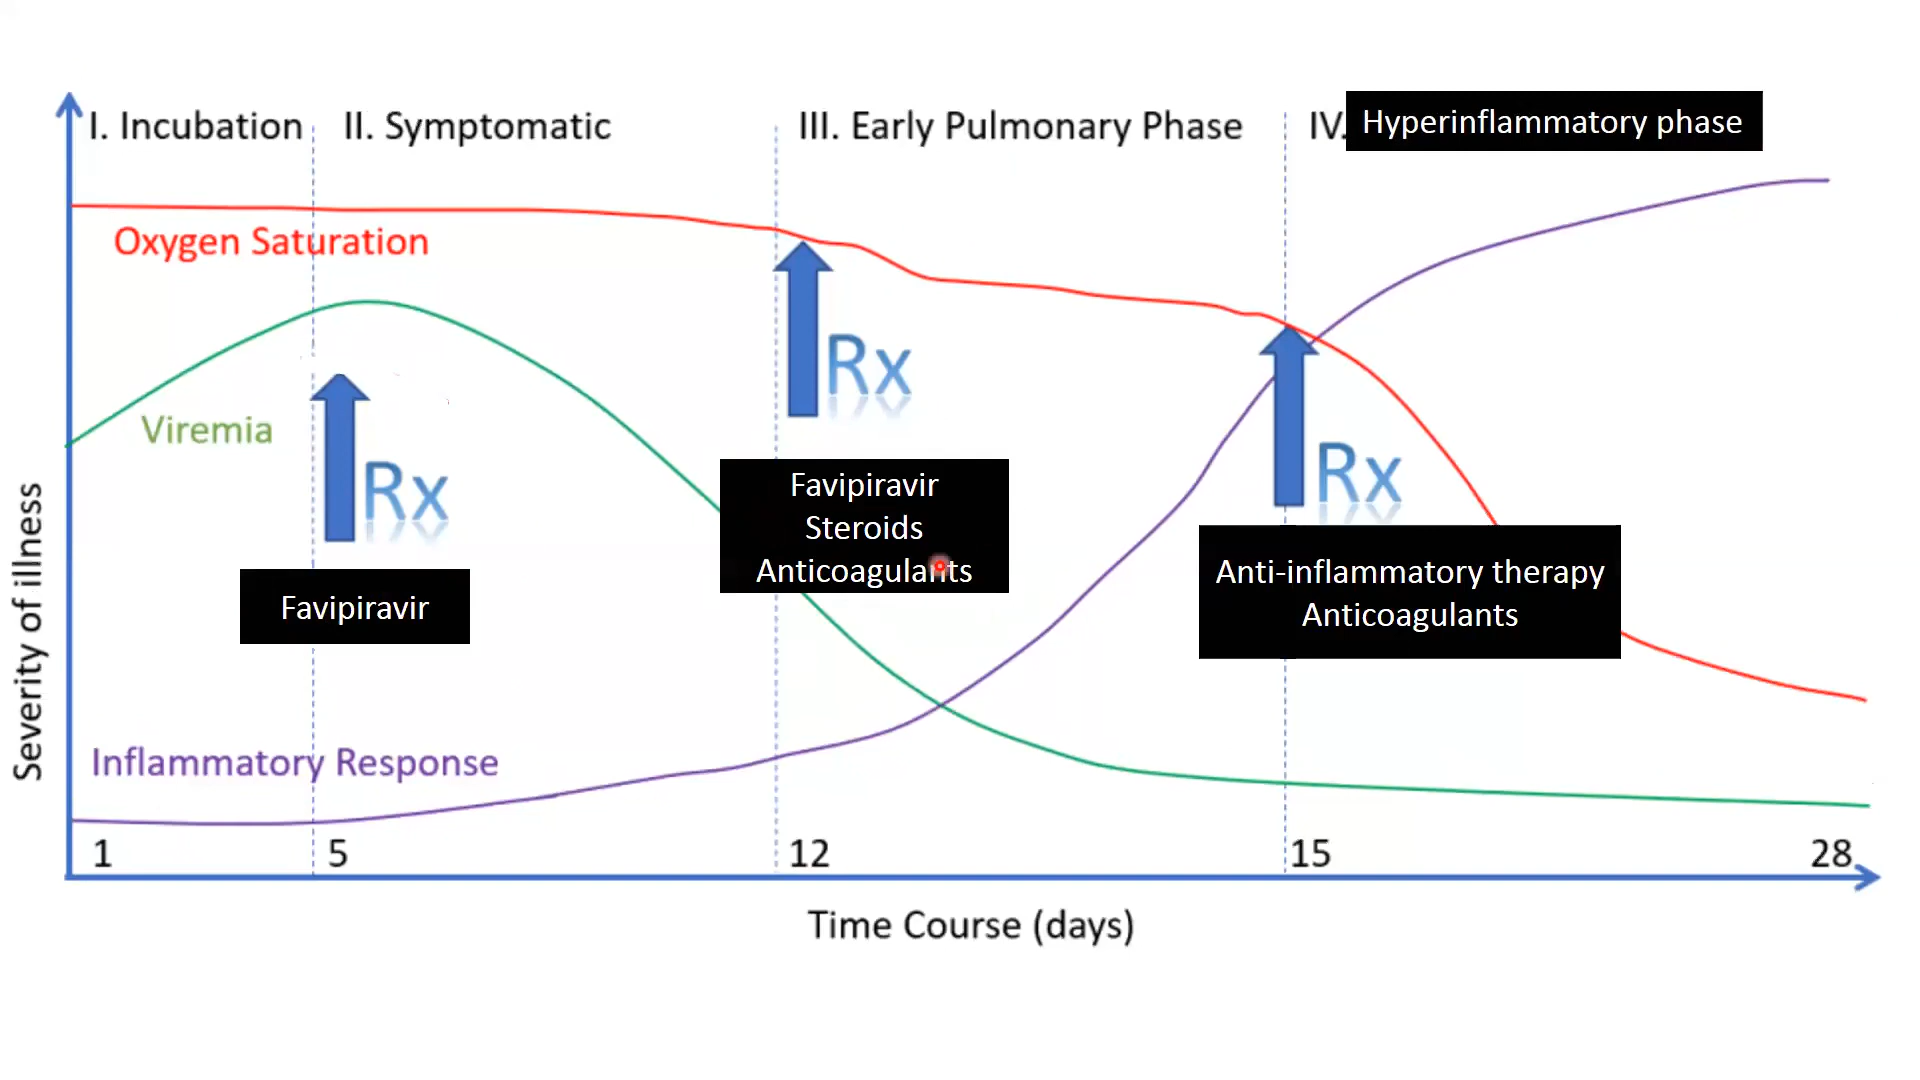 I. Incubation
II. Symptomatic
III. Early Pulmonary Phase
IV.
Hyperinflammatory phase
Oxygen Saturation
Viremia
Rx
Rx
Rx
Favipiravir
Favipiravir
Steroids
Anticoagulants
Anti-inflammatory therapy
Anticoagulants
Inflammatory Response
Severity of illness
1
5
12
15
28
Time Course (days)